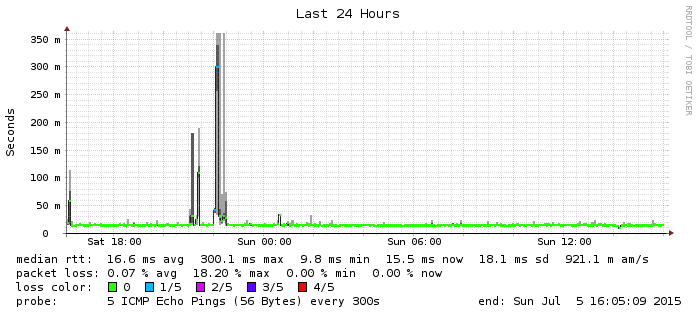 Last 24 Hours
RRDTOOL / TOBI OETIKER
Seconds
350 m
300 m
250 m
200 m
150 m
100 m
50 m
0
Sat 18:00 Sun 00:00 Sun 06:00 Sun 12:00
median rtt: 16.6 ms avg 300.1 ms max 9.8 ms min 15.5 ms now 18.1 ms sd 921.1 m am/s
packet loss: 0.07 % avg 18.20 % max 0.00 % min 0.00 % now
loss color: 0 1/5 2/5 3/5 4/5
probe: 5 ICMP Echo Pings (56 Bytes) every 300s end: Sun Jul 5 16:05:09 2015